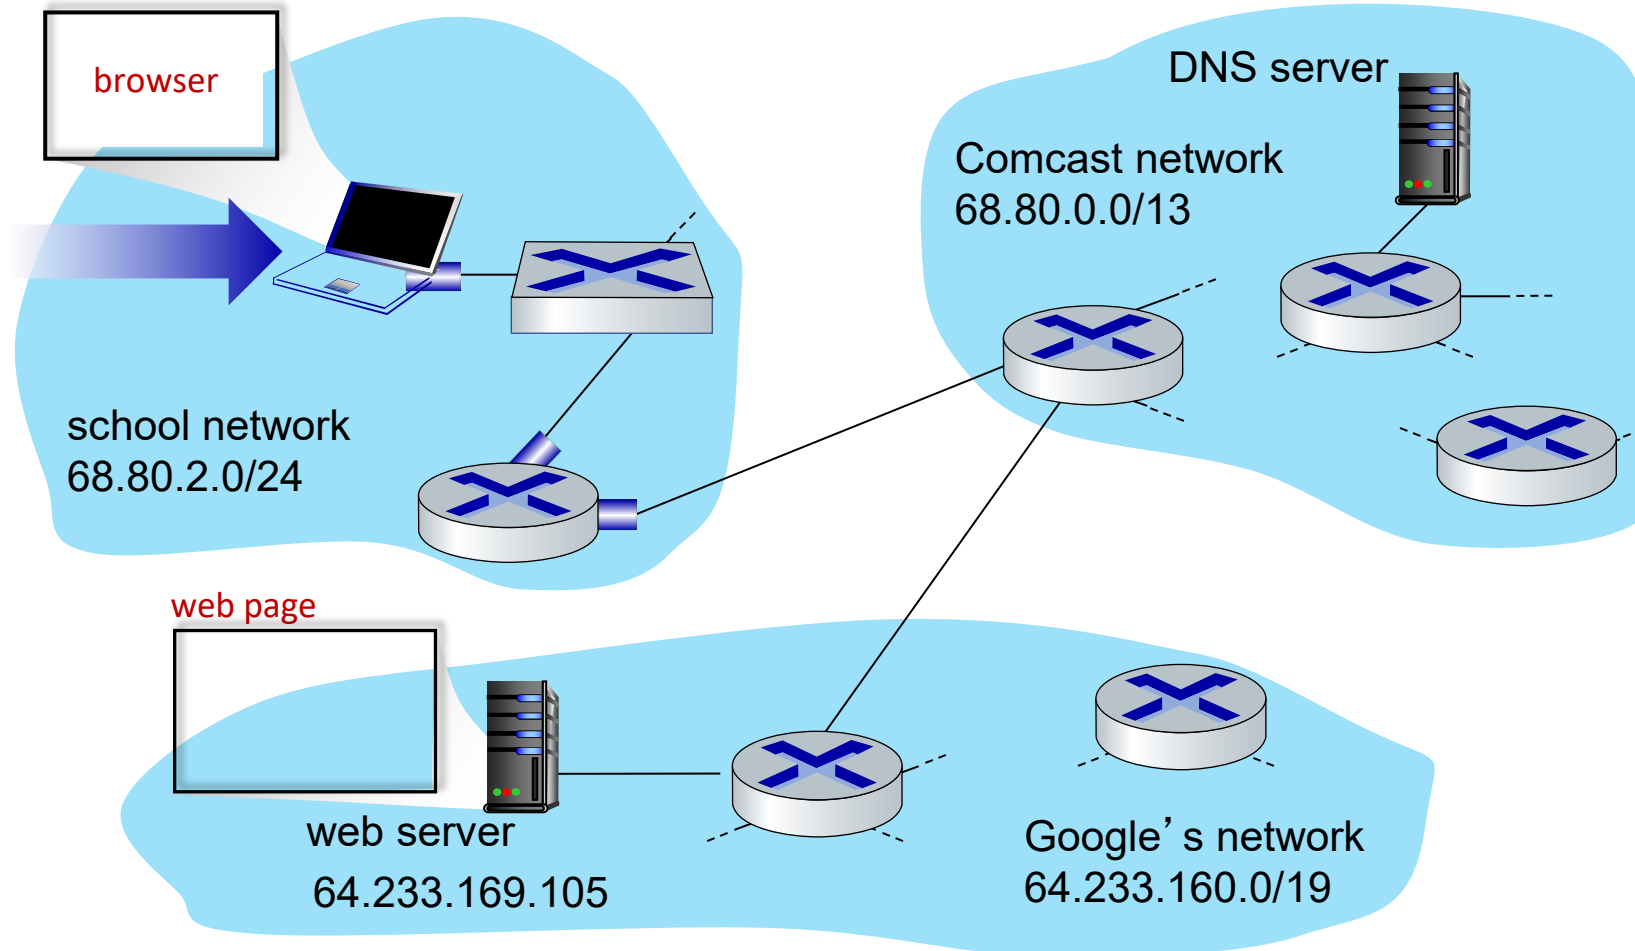 browser
DNS server
Comcast network
68.80.0.0/13
school network
68.80.2.0/24
web page
web server
64.233.169.105
Google’s network
64.233.160.0/19